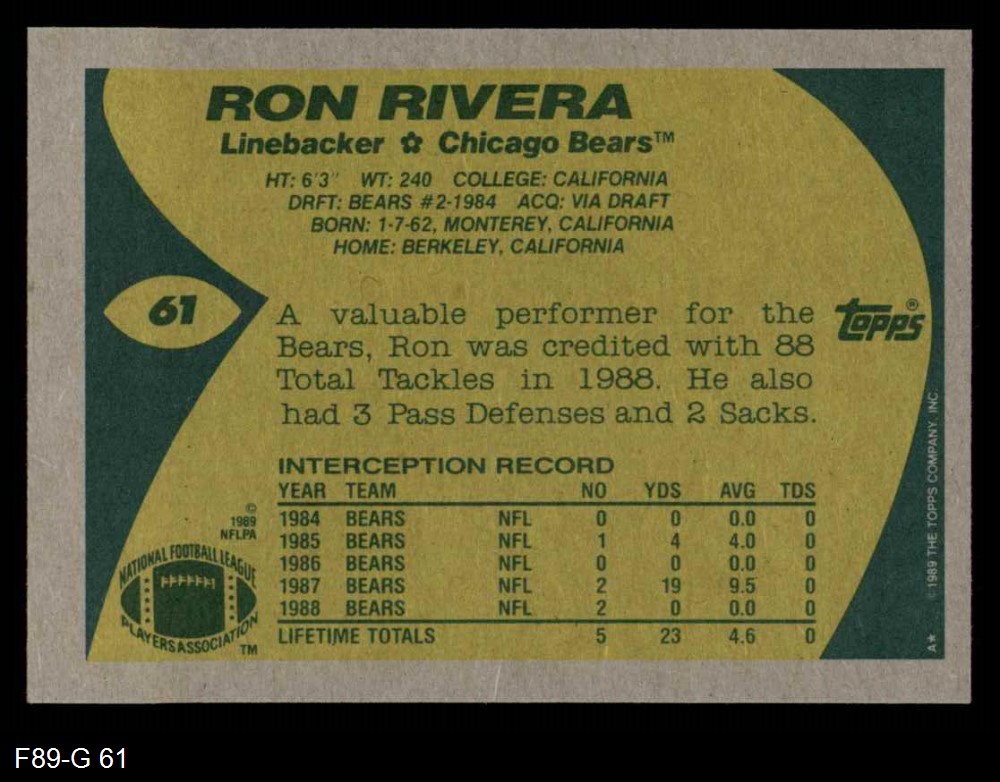 RON RIVERA
Linebacker ✿ Chicago Bears™
HT: 6'3" WT: 240 COLLEGE: CALIFORNIA
DRFT: BEARS #2-1984 ACQ: VIA DRAFT
BORN: 1-7-62, MONTEREY, CALIFORNIA
HOME: BERKELEY, CALIFORNIA
61
A valuable performer for the
Bears, Ron was credited with 88
Total Tackles in 1988. He also
had 3 Pass Defenses and 2 Sacks.
Topps®
INTERCEPTION RECORD
YEAR TEAM NO YDS AVG TDS
1984 BEARS NFL 0 0 0.0 0
1985 BEARS NFL 1 4 4.0 0
1986 BEARS NFL 0 0 0.0 0
1987 BEARS NFL 2 19 9.5 0
1988 BEARS NFL 2 0 0.0 0
LIFETIME TOTALS 5 23 4.6 0
©
1989
NFLPA
NATIONAL FOOTBALL LEAGUE
PLAYERS ASSOCIATION
TM
A★ © 1989 THE TOPPS COMPANY, INC.
F89-G 61